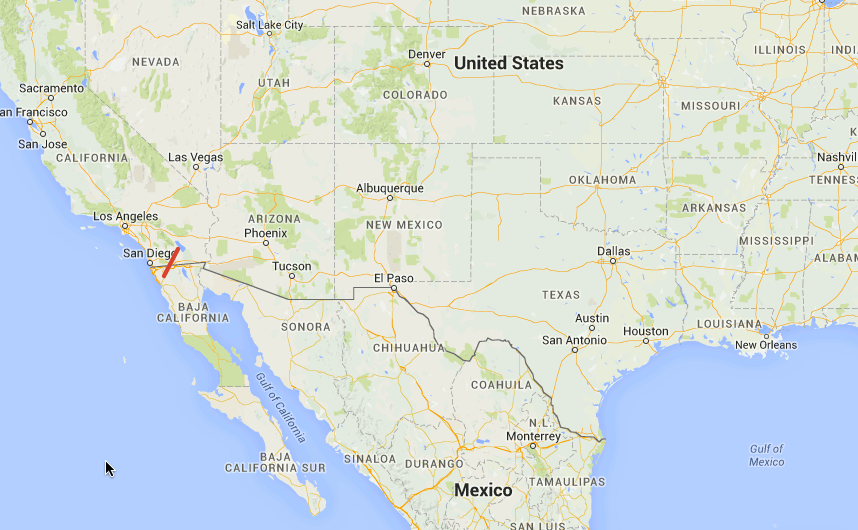 NEBRASKA
Salt Lake City
ILLINOIS
INDI
NEVADA
Denver
United States
UTAH
COLORADO
KANSAS
MISSOURI
Sacramento
an Francisco
San Jose
K
CALIFORNIA
Las Vegas
Nashvil
OKLAHOMA
TENNES
Albuquerque
ARKANSAS
Los Angeles
ARIZONA
Phoenix
NEW MEXICO
MISSISSIPPI
San Diego
Dallas
ALABAM
Tucson
El Paso
TEXAS
BAJA
CALIFORNIA
SONORA
Austin
Houston
LOUISIANA
San Antonio
New Orleans
CHIHUAHUA
COAHUILA
Gulf of California
N.L.
Monterrey
Gulf of
Mexico
BAJA
CALIFORNIA SUR
SINALOA
DURANGO
TAMAULIPAS
Mexico
SAN LUIS